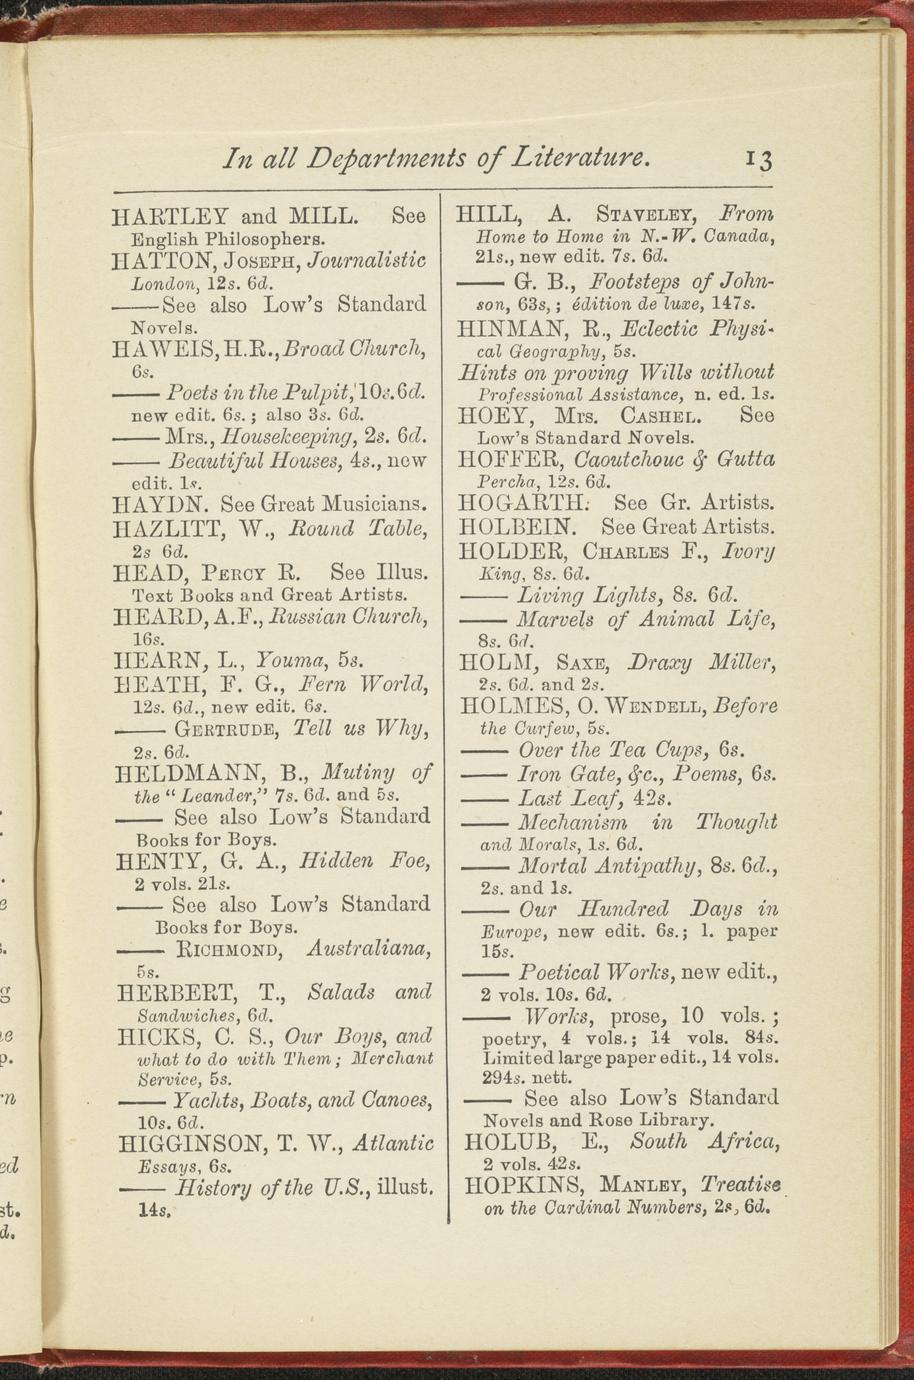 In all Departments of Literature. 13
HARTLEY and MILL. See
English Philosophers.
HATTON, JOSEPH, Journalistic
London, 12s. 6d.
—— See also Low's Standard
Novels.
HAWEIS, H.R., Broad Church,
6s.
—— Poets in the Pulpit, 10s. 6d.
new edit. 6s. ; also 3s. 6d.
—— Mrs., Housekeeping, 2s. 6d.
—— Beautiful Houses, 4s., new
edit. 1s.
HAYDN. See Great Musicians.
HAZLITT, W., Round Table,
2s 6d.
HEAD, PERCY R. See Illus.
Text Books and Great Artists.
HEARD, A.F., Russian Church,
16s.
HEARN, L., Youma, 5s.
HEATH, F. G., Fern World,
12s. 6d., new edit. 6s.
—— GERTRUDE, Tell us Why,
2s. 6d.
HELDMANN, B., Mutiny of
the "Leander," 7s. 6d. and 5s.
—— See also Low's Standard
Books for Boys.
HENTY, G. A., Hidden Foe,
2 vols. 21s.
—— See also Low's Standard
Books for Boys.
—— RICHMOND, Australiana,
5s.
HERBERT, T., Salads and
Sandwiches, 6d.
HICKS, C. S., Our Boys, and
what to do with Them ; Merchant
Service, 5s.
—— Yachts, Boats, and Canoes,
10s. 6d.
HIGGINSON, T. W., Atlantic
Essays, 6s.
—— History of the U.S., illust.
14s.
HILL, A. STAVELEY, From
Home to Home in N.-W. Canada,
21s., new edit. 7s. 6d.
—— G. B., Footsteps of John-
son, 63s, ; édition de luxe, 147s.
HINMAN, R., Eclectic Physi-
cal Geography, 5s.
Hints on proving Wills without
Professional Assistance, n. ed. 1s.
HOEY, Mrs. CASHEL. See
Low's Standard Novels.
HOFFER, Caoutchouc & Gutta
Percha, 12s. 6d.
HOGARTH. See Gr. Artists.
HOLBEIN. See Great Artists.
HOLDER, CHARLES F., Ivory
King, 8s. 6d.
—— Living Lights, 8s. 6d.
—— Marvels of Animal Life,
8s. 6d.
HOLM, SAXE, Draxy Miller,
2s. 6d. and 2s.
HOLMES, O. WENDELL, Before
the Curfew, 5s.
—— Over the Tea Cups, 6s.
—— Iron Gate, &c., Poems, 6s.
—— Last Leaf, 42s.
—— Mechanism in Thought
and Morals, 1s. 6d.
—— Mortal Antipathy, 8s. 6d.,
2s. and 1s.
—— Our Hundred Days in
Europe, new edit. 6s. ; l. paper
15s.
—— Poetical Works, new edit.,
2 vols. 10s. 6d.
—— Works, prose, 10 vols. ;
poetry, 4 vols. ; 14 vols. 84s.
Limited large paper edit., 14 vols.
294s. nett.
—— See also Low's Standard
Novels and Rose Library.
HOLUB, E., South Africa,
2 vols. 42s.
HOPKINS, MANLEY, Treatise
on the Cardinal Numbers, 2s, 6d.